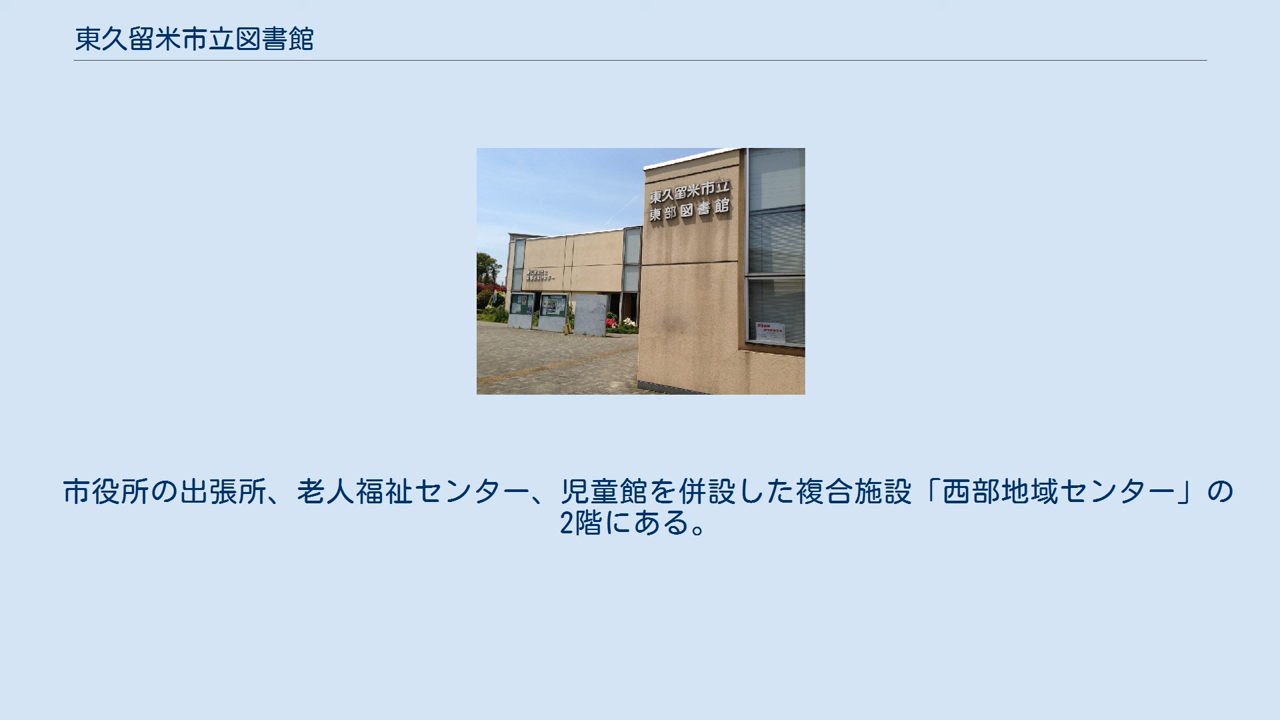 東久留米市立図書館
東久留米市立
東部図書館
市役所の出張所、老人福祉センター、児童館を併設した複合施設「西部地域センター」の
2階にある。